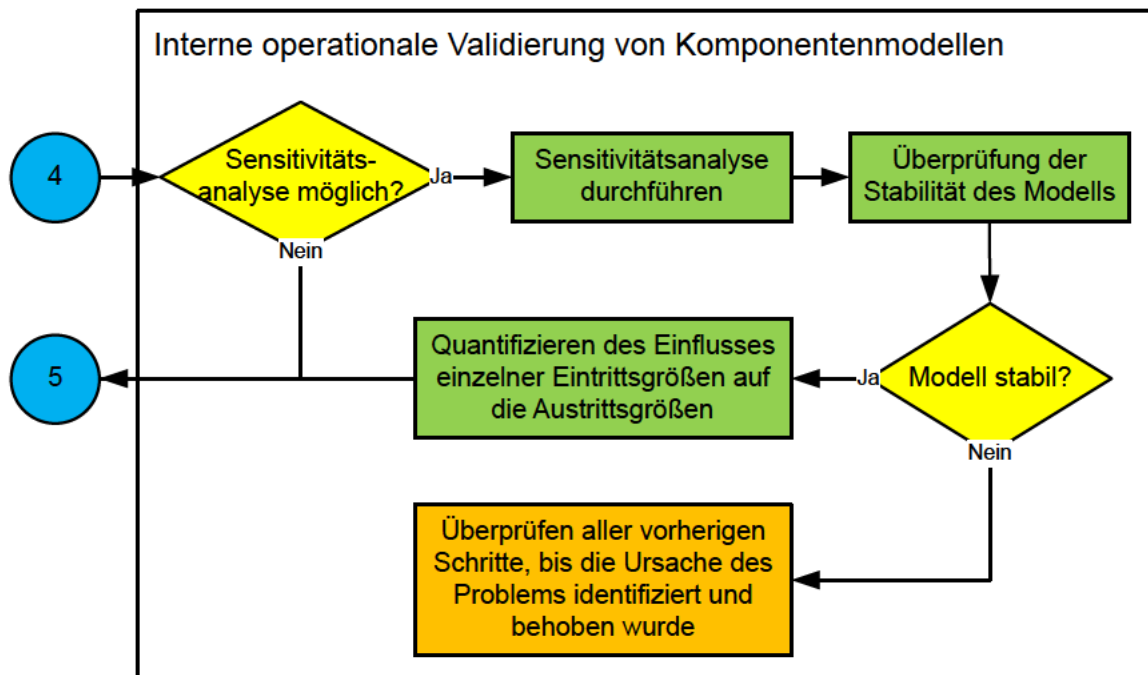 Interne operationale Validierung von Komponentenmodellen
4
Sensitivitäts-
analyse möglich?
Ja
Nein
Sensitivitätsanalyse
durchführen
Überprüfung der
Stabilität des Modells
Modell stabil?
Ja
Nein
Quantifizieren des Einflusses
einzelner Eintrittsgrößen auf
die Austrittsgrößen
5
Überprüfen aller vorherigen
Schritte, bis die Ursache des
Problems identifiziert und
behoben wurde